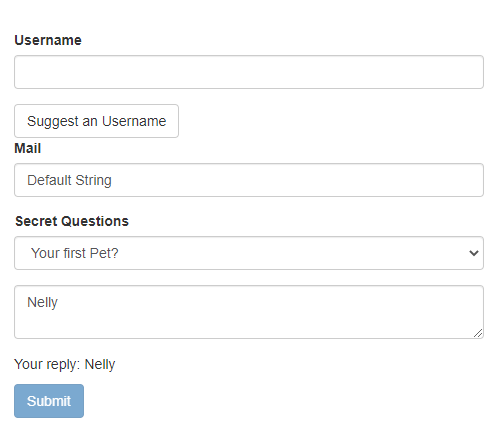 Username
Suggest an Username
Mail
Default String
Secret Questions
Your first Pet?
Nelly
Your reply: Nelly
Submit